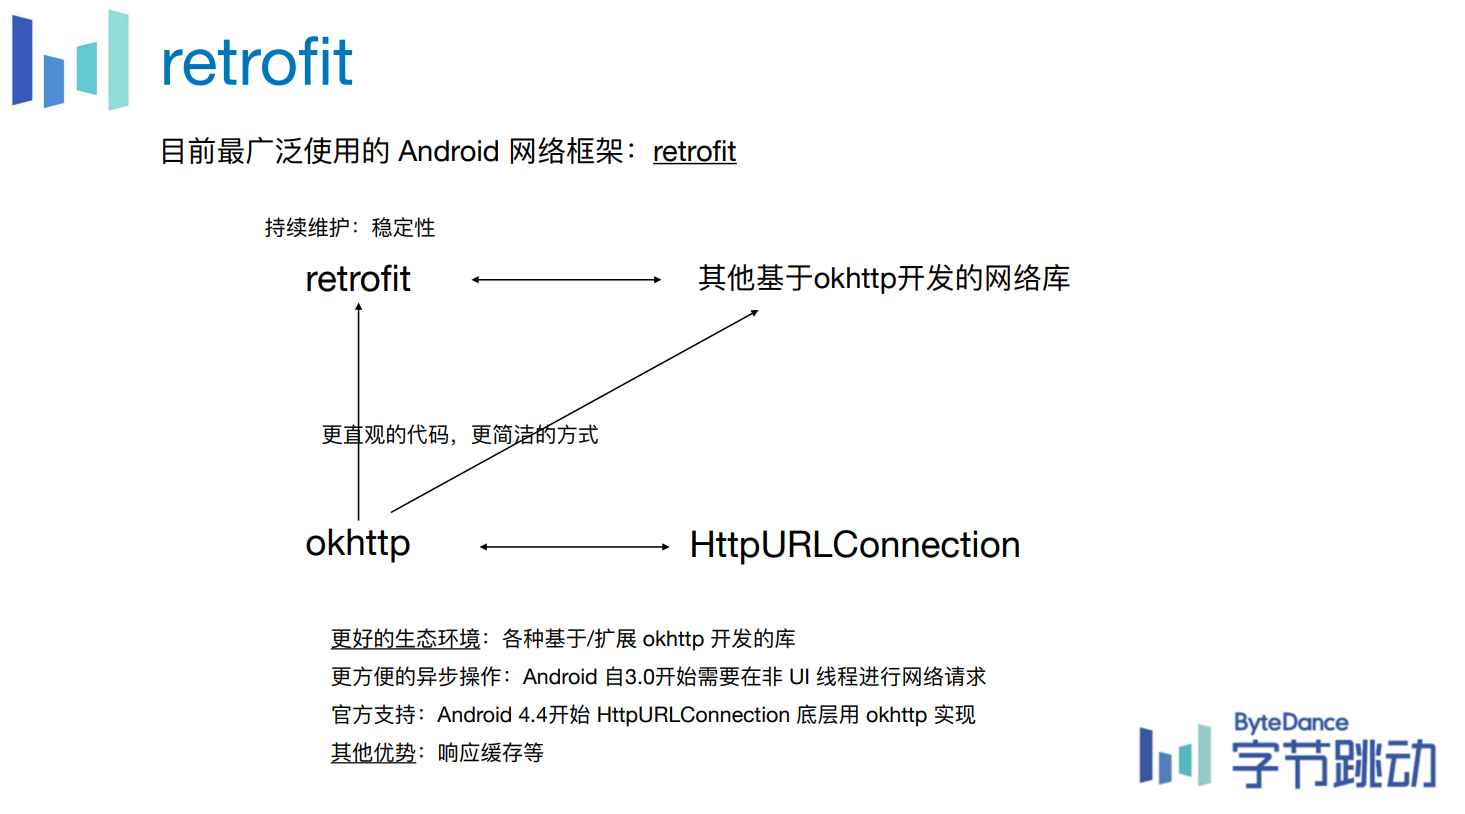 retrofit
目前最广泛使用的 Android 网络框架：retrofit
持续维护：稳定性
retrofit
其他基于okhttp开发的网络库
更直观的代码，更简洁的方式
okhttp
HttpURLConnection
更好的生态环境：各种基于/扩展 okhttp 开发的库
更方便的异步操作：Android 自3.0开始需要在非 UI 线程进行网络请求
官方支持：Android 4.4开始 HttpURLConnection 底层用 okhttp 实现
其他优势：响应缓存等
ByteDance
字节跳动